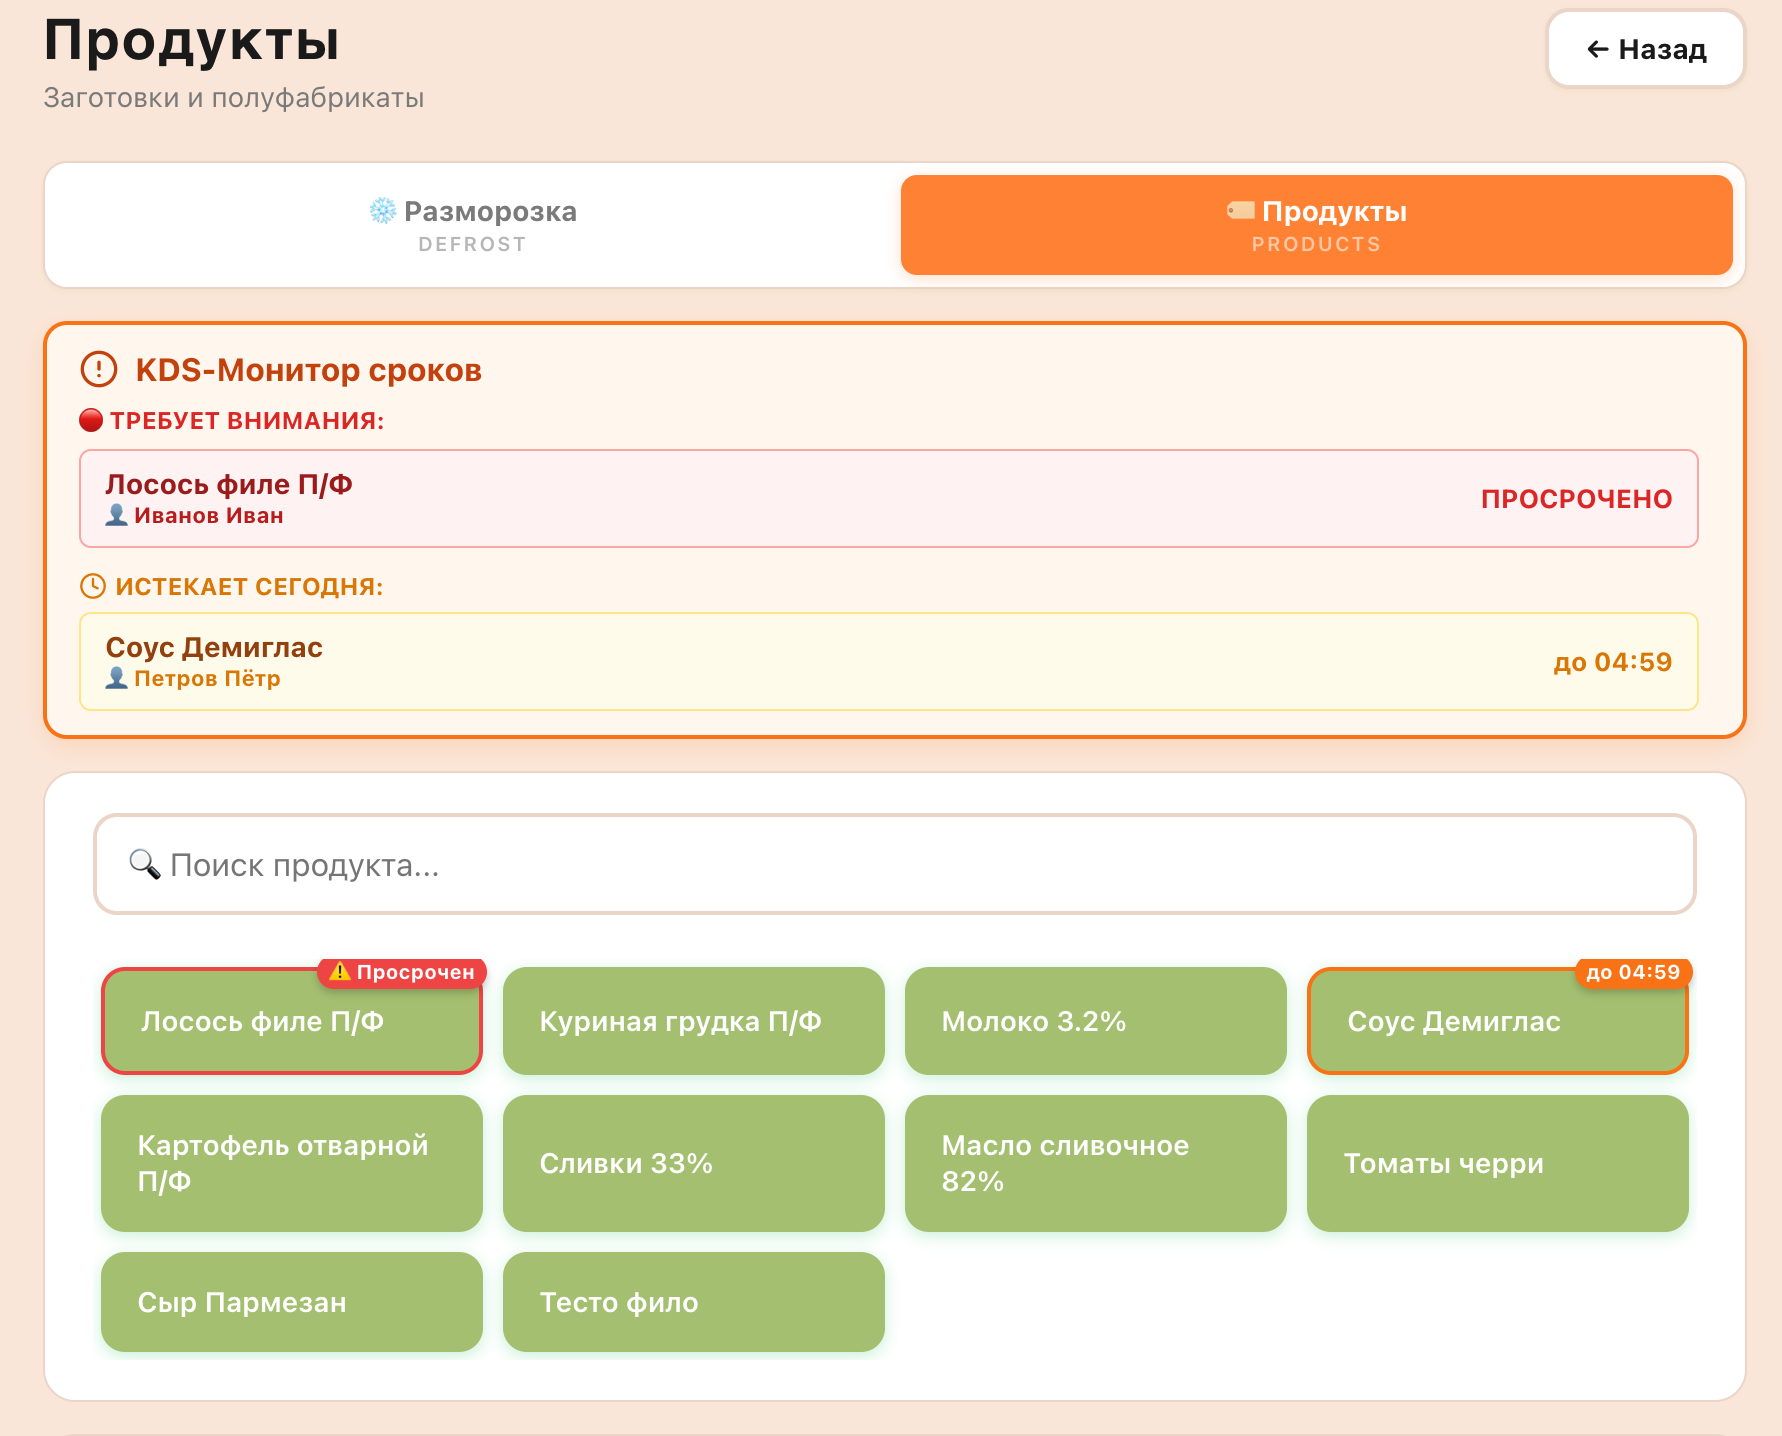 Продукты
← Назад
Заготовки и полуфабрикаты
Разморозка
DEFROST
Продукты
PRODUCTS
KDS-Монитор сроков
ТРЕБУЕТ ВНИМАНИЯ:
Лосось филе П/Ф
Иванов Иван
ПРОСРОЧЕНО
ИСТЕКАЕТ СЕГОДНЯ:
Соус Демиглас
Петров Пётр
до 04:59
Поиск продукта...
Просрочен
Лосось филе П/Ф
Куриная грудка П/Ф
Молоко 3.2%
до 04:59
Соус Демиглас
Картофель отварной
П/Ф
Сливки 33%
Масло сливочное
82%
Томаты черри
Сыр Пармезан
Тесто фило